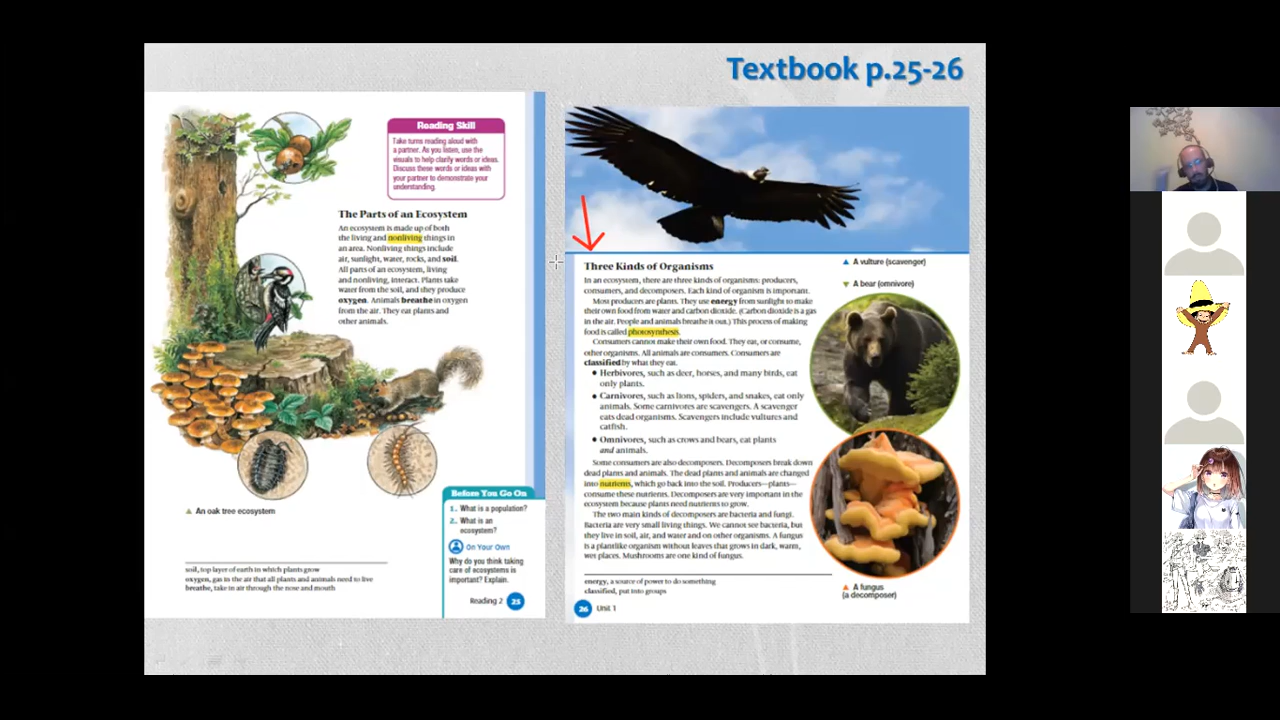 Textbook p.25-26
Reading Skill
Take turns reading aloud with
a partner. As you listen, use the
visuals to help clarify words or ideas.
Discuss these words or ideas with
your partner to demonstrate your
understanding.
The Parts of an Ecosystem
An ecosystem is made up of both
the living and nonliving things in
an area. Nonliving things include
air, sunlight, water, rocks, and soil.
All parts of an ecosystem, living
and nonliving, interact. Plants take
water from the soil, and they produce
oxygen. Animals breathe in oxygen
from the air. They eat plants and
other animals.
▲ An oak tree ecosystem
soil, top layer of earth in which plants grow
oxygen, gas in the air that all plants and animals need to live
breathe, take in air through the nose and mouth
Before You Go On
1. What is a population?
2. What is an
ecosystem?
On Your Own
Why do you think taking
care of ecosystems is
important? Explain.
Reading 2 25
Three Kinds of Organisms
In an ecosystem, there are three kinds of organisms: producers,
consumers, and decomposers. Each kind of organism is important.
Most producers are plants. They use energy from sunlight to make
their own food from water and carbon dioxide. (Carbon dioxide is a gas
in the air. People and animals breathe it out.) This process of making
food is called photosynthesis.
Consumers cannot make their own food. They eat, or consume,
other organisms. All animals are consumers. Consumers are
classified by what they eat.
• Herbivores, such as deer, horses, and many birds, eat
only plants.
• Carnivores, such as lions, spiders, and snakes, eat only
animals. Some carnivores are scavengers. A scavenger
eats dead organisms. Scavengers include vultures and
catfish.
• Omnivores, such as crows and bears, eat plants
and animals.
Some consumers are also decomposers. Decomposers break down
dead plants and animals. The dead plants and animals are changed
into nutrients, which go back into the soil. Producers—plants—
consume these nutrients. Decomposers are very important in the
ecosystem because plants need nutrients to grow.
The two main kinds of decomposers are bacteria and fungi.
Bacteria are very small living things. We cannot see bacteria, but
they live in soil, air, and water and on other organisms. A fungus
is a plantlike organism without leaves that grows in dark, warm,
wet places. Mushrooms are one kind of fungus.
energy, a source of power to do something
classified, put into groups
26 Unit 1
▲ A vulture (scavenger)
▼ A bear (omnivore)
▲ A fungus
(a decomposer)